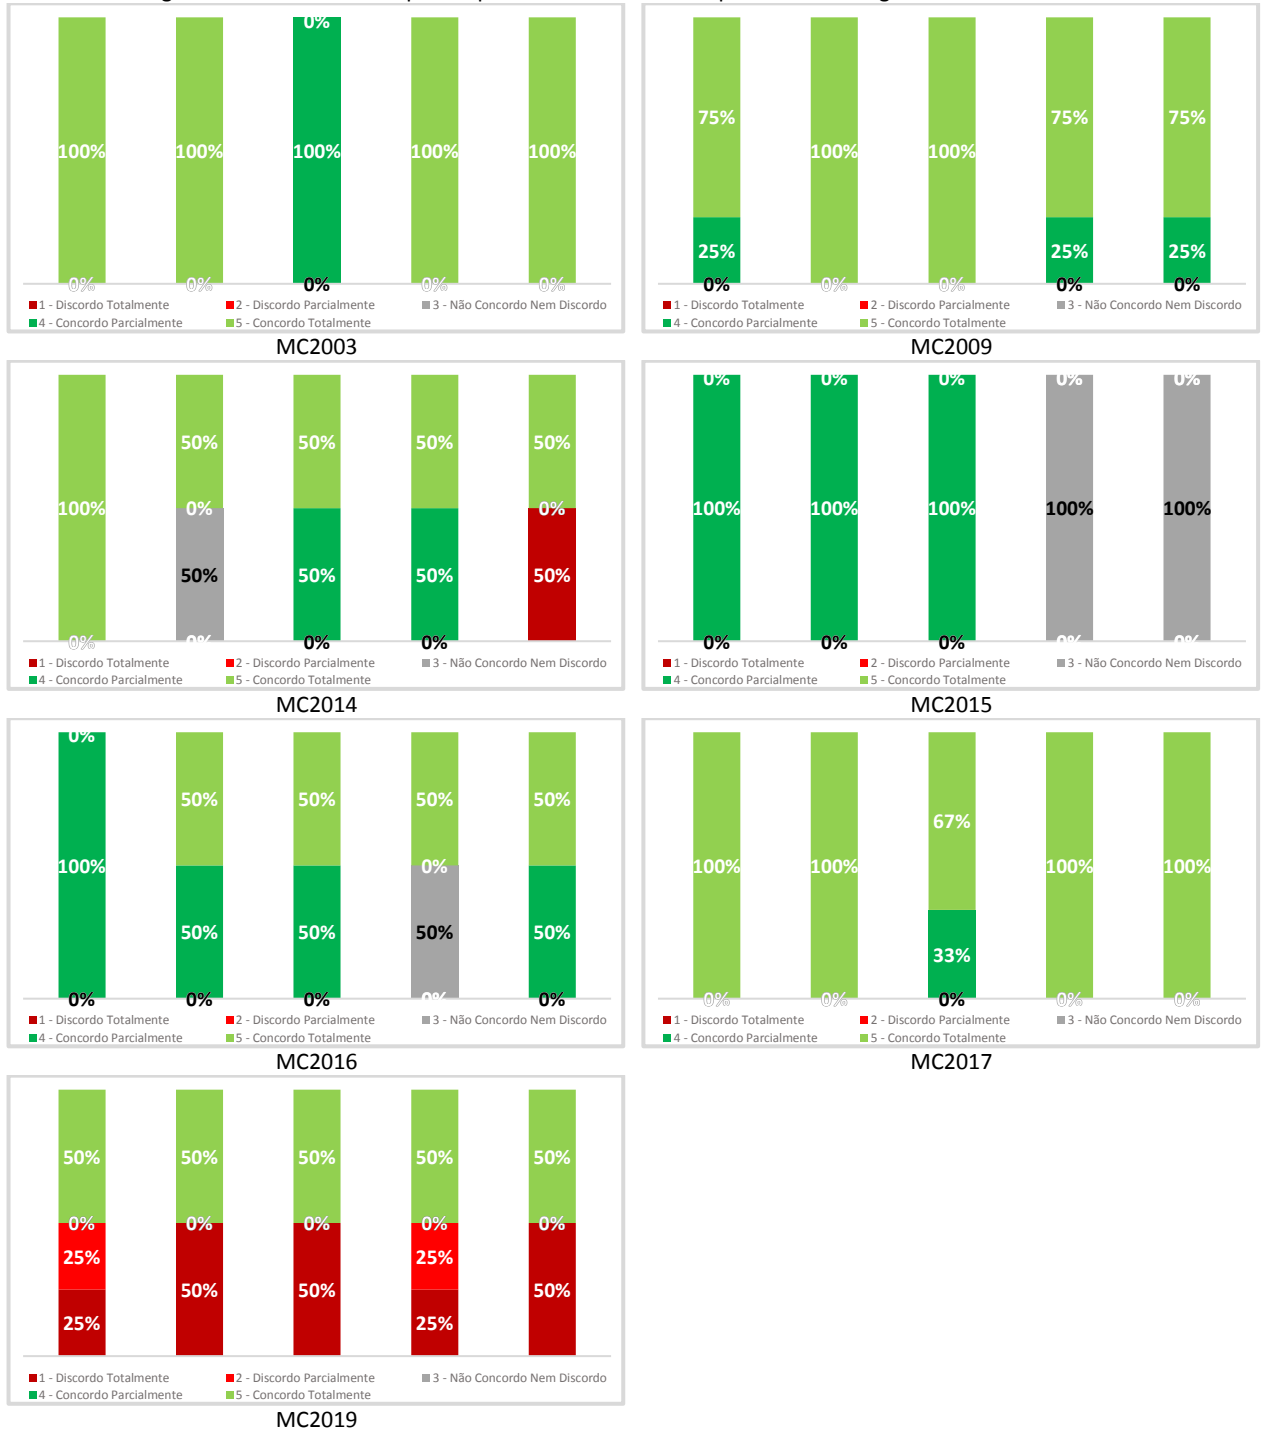 0%
100% 100% 100% 100% 100%
0% 0% 0% 0% 0%
1 - Discordo Totalmente 2 - Discordo Parcialmente 3 - Não Concordo Nem Discordo
4 - Concordo Parcialmente 5 - Concordo Totalmente
MC2003
75% 75% 75%
100% 100%
25% 25% 25%
0% 0% 0% 0% 0%
1 - Discordo Totalmente 2 - Discordo Parcialmente 3 - Não Concordo Nem Discordo
4 - Concordo Parcialmente 5 - Concordo Totalmente
MC2009
50% 50% 50% 50%
100% 0% 0%
50% 50% 50% 50%
0% 0% 0% 0%
1 - Discordo Totalmente 2 - Discordo Parcialmente 3 - Não Concordo Nem Discordo
4 - Concordo Parcialmente 5 - Concordo Totalmente
MC2014
0% 0% 0% 0% 0%
100% 100% 100% 100% 100%
0% 0% 0% 0% 0%
1 - Discordo Totalmente 2 - Discordo Parcialmente 3 - Não Concordo Nem Discordo
4 - Concordo Parcialmente 5 - Concordo Totalmente
MC2015
0%
50% 50% 50% 50%
100% 0%
50% 50% 50% 50%
0% 0% 0% 0% 0%
1 - Discordo Totalmente 2 - Discordo Parcialmente 3 - Não Concordo Nem Discordo
4 - Concordo Parcialmente 5 - Concordo Totalmente
MC2016
67%
100% 100% 100% 100%
33%
0% 0% 0% 0% 0%
1 - Discordo Totalmente 2 - Discordo Parcialmente 3 - Não Concordo Nem Discordo
4 - Concordo Parcialmente 5 - Concordo Totalmente
MC2017
50% 50% 50% 50% 50%
0% 0% 0% 0% 0%
25% 25%
50% 50% 50%
25% 25%
1 - Discordo Totalmente 2 - Discordo Parcialmente 3 - Não Concordo Nem Discordo
4 - Concordo Parcialmente 5 - Concordo Totalmente
MC2019